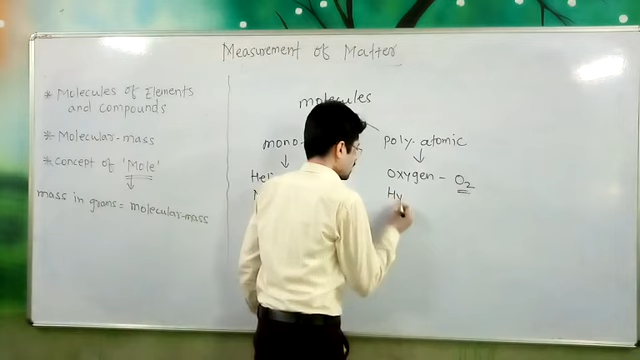 Measurement of Matter
* Molecules of Elements
and compounds
* Molecular-mass
* concept of 'Mole'
mass in grams = molecular-mass
molecules
mono-
poly-atomic
Oxygen - O2
Hy